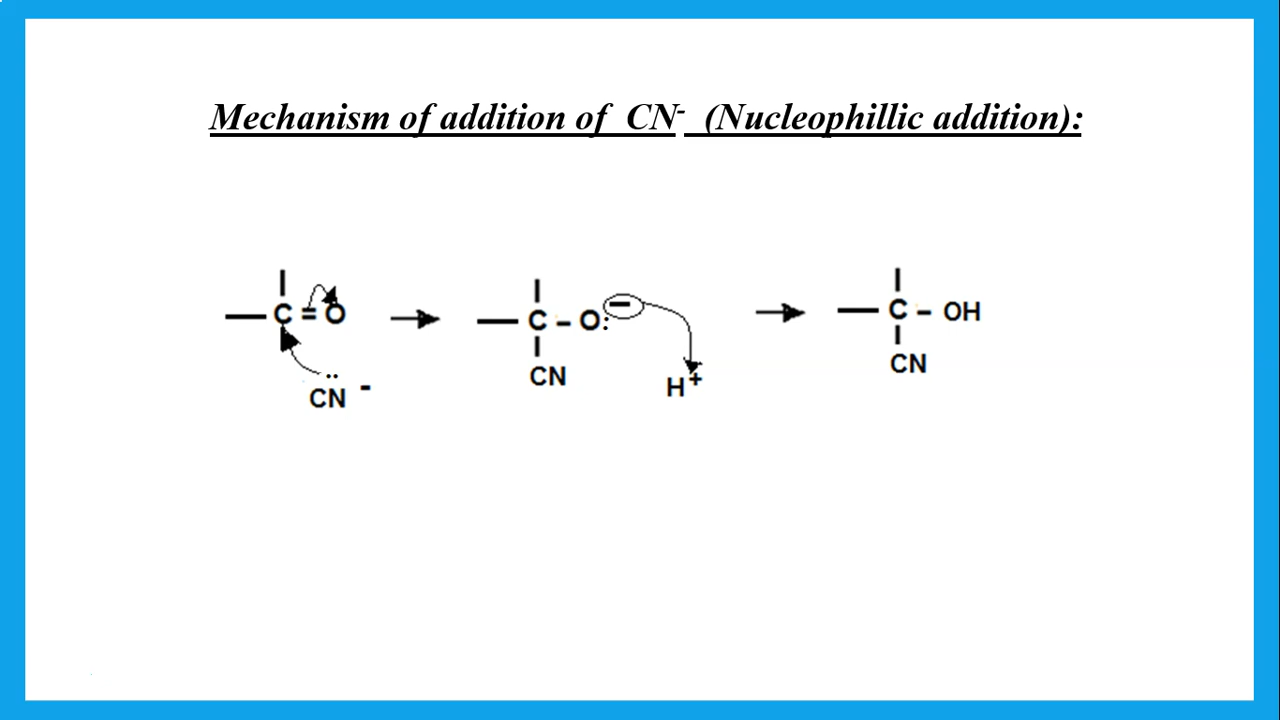 Mechanism of addition of CN- (Nucleophillic addition):
C = O
CN -
C - O: -
CN
H+
C - OH
CN